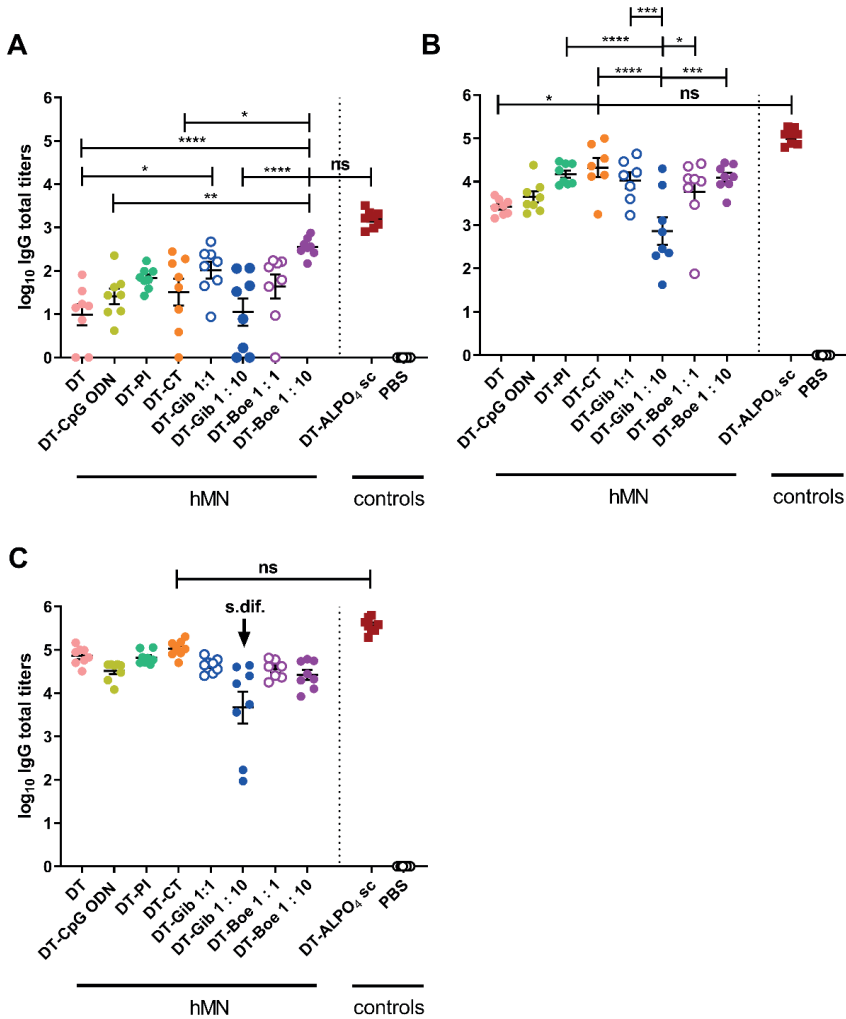 A
log10 IgG total titers
6
5
4
3
2
1
0
*
****
*
****
ns
**
DT
DT-CpG ODN
DT-PI
DT-CT
DT-Gib 1:1
DT-Gib 1 : 10
DT-Boe 1 : 1
DT-Boe 1 : 10
DT-ALPO4 sc
PBS
hMN
controls
B
log10 IgG total titers
6
5
4
3
2
1
0
***
****
*
****
***
*
ns
DT
DT-CpG ODN
DT-PI
DT-CT
DT-Gib 1:1
DT-Gib 1 : 10
DT-Boe 1 : 1
DT-Boe 1 : 10
DT-ALPO4 sc
PBS
hMN
controls
C
log10 IgG total titers
6
5
4
3
2
1
0
ns
s.dif.
DT
DT-CpG ODN
DT-PI
DT-CT
DT-Gib 1:1
DT-Gib 1 : 10
DT-Boe 1 : 1
DT-Boe 1 : 10
DT-ALPO4 sc
PBS
hMN
controls